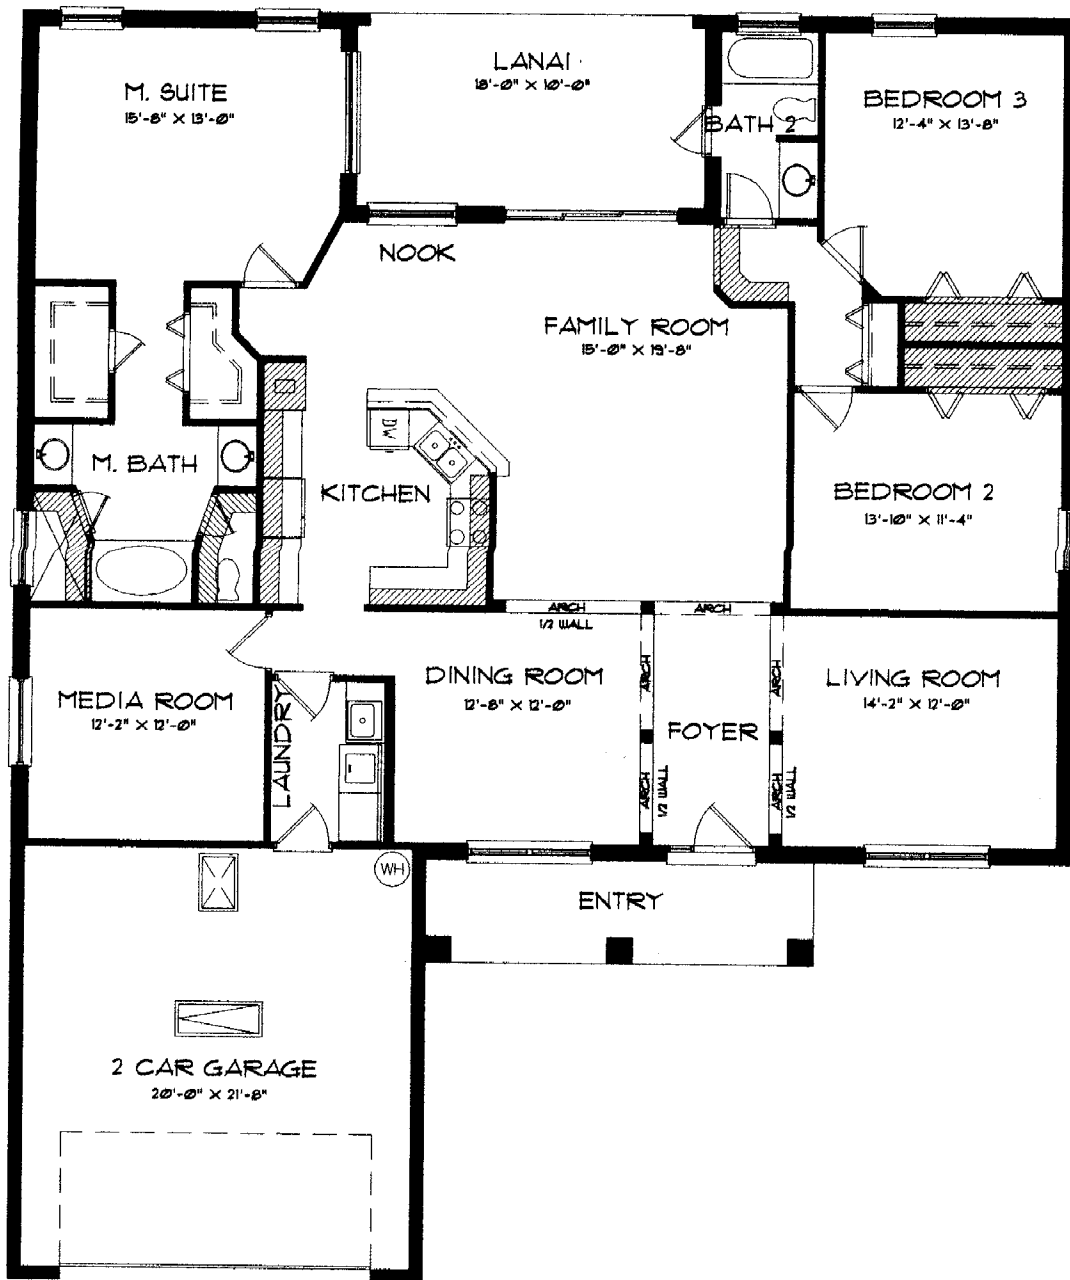 M. SUITE
15'-8" X 13'-0"
LANAI
18'-0" X 10'-0"
BATH 2
BEDROOM 3
12'-4" X 13'-8"
NOOK
FAMILY ROOM
15'-0" X 19'-8"
DW
M. BATH
KITCHEN
BEDROOM 2
13'-10" X 11'-4"
ARCH
1/2 WALL
ARCH
MEDIA ROOM
12'-2" X 12'-0"
LAUNDRY
DINING ROOM
12'-8" X 12'-0"
ARCH
ARCH
1/2 WALL
FOYER
ARCH
ARCH
1/2 WALL
LIVING ROOM
14'-2" X 12'-0"
WH
ENTRY
2 CAR GARAGE
20'-0" X 21'-8"